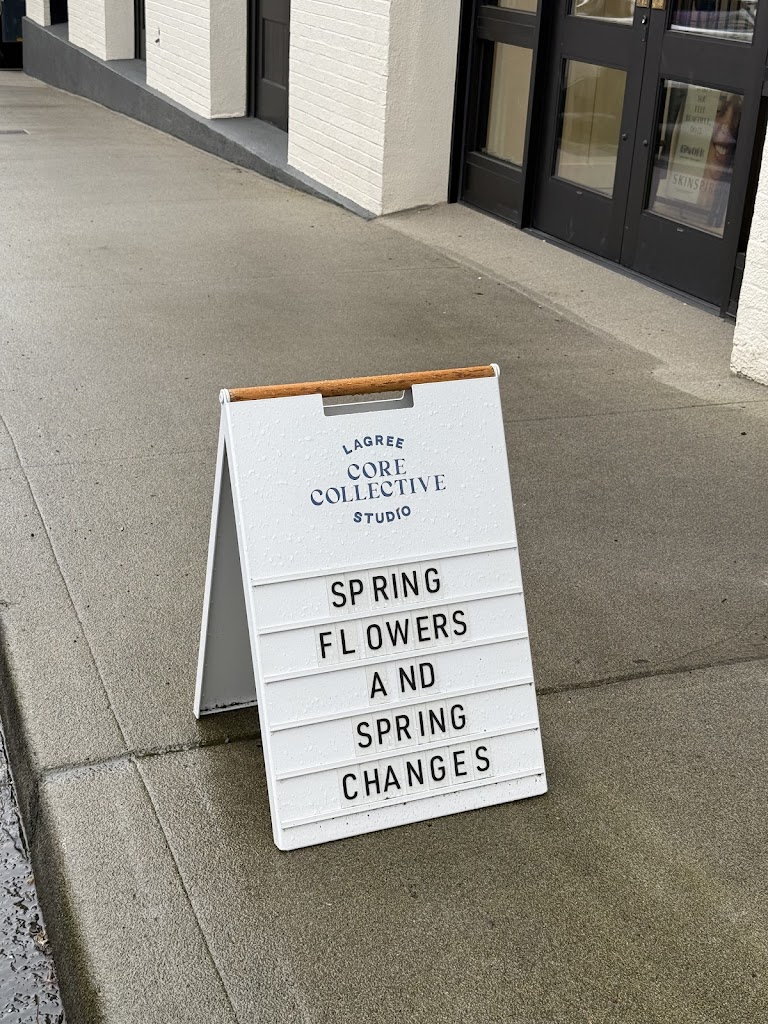 LAGREE
CORE
COLLECTIVE
STUDIO
SPRING
FLOWERS
AND
SPRING
CHANGES